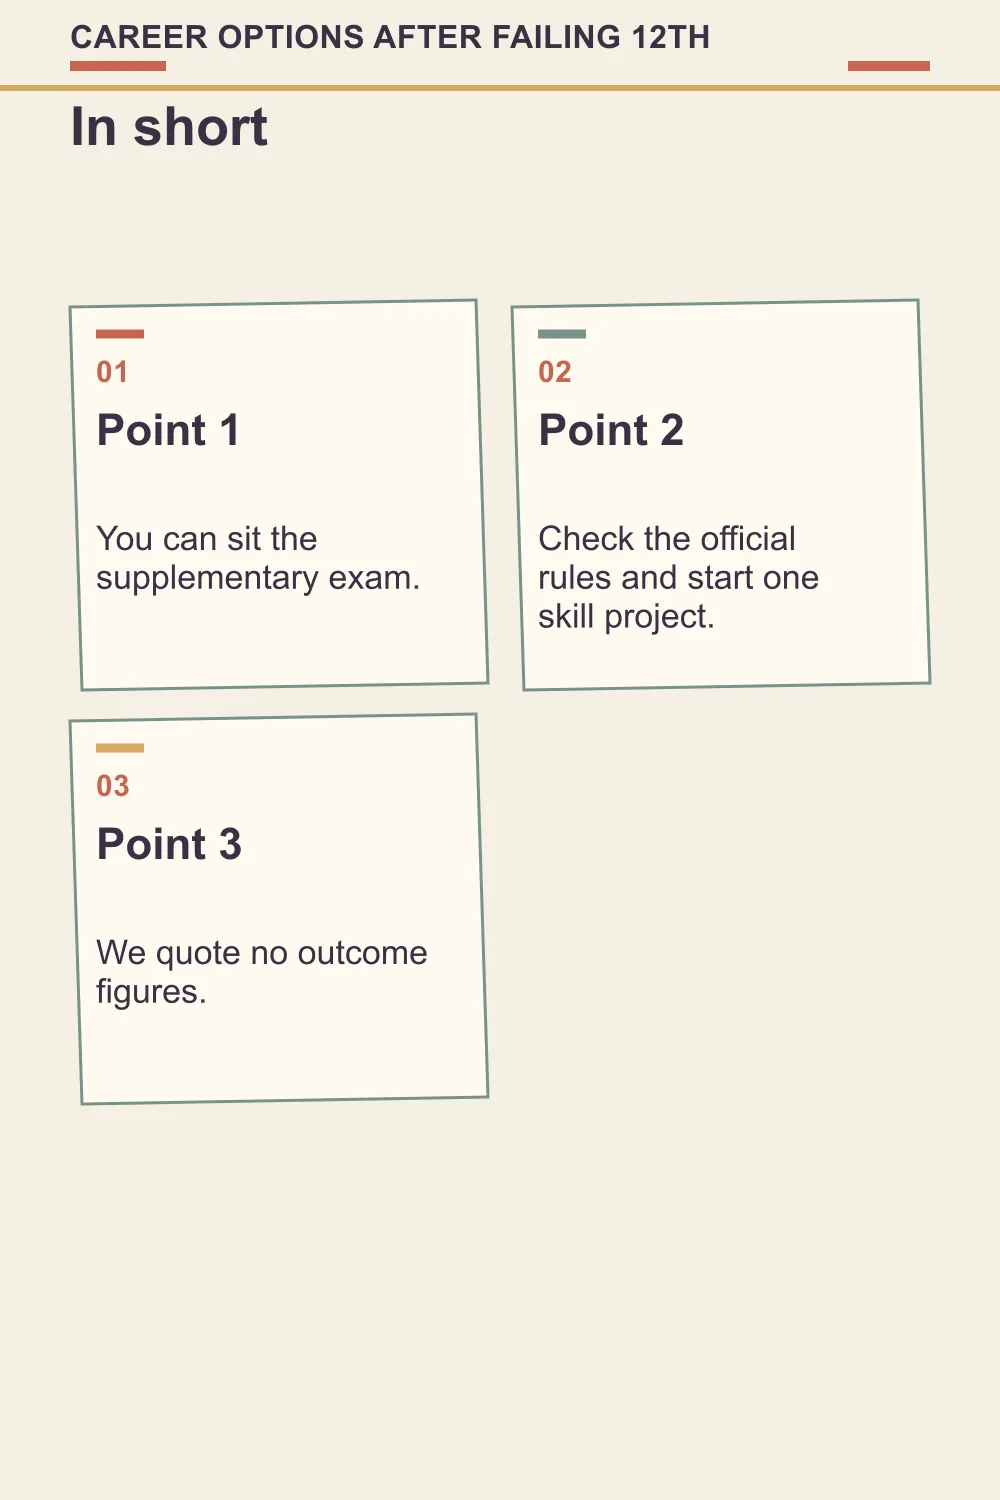 CAREER OPTIONS AFTER FAILING 12TH
In short
01
Point 1
You can sit the
supplementary exam.
02
Point 2
Check the official
rules and start one
skill project.
03
Point 3
We quote no outcome
figures.